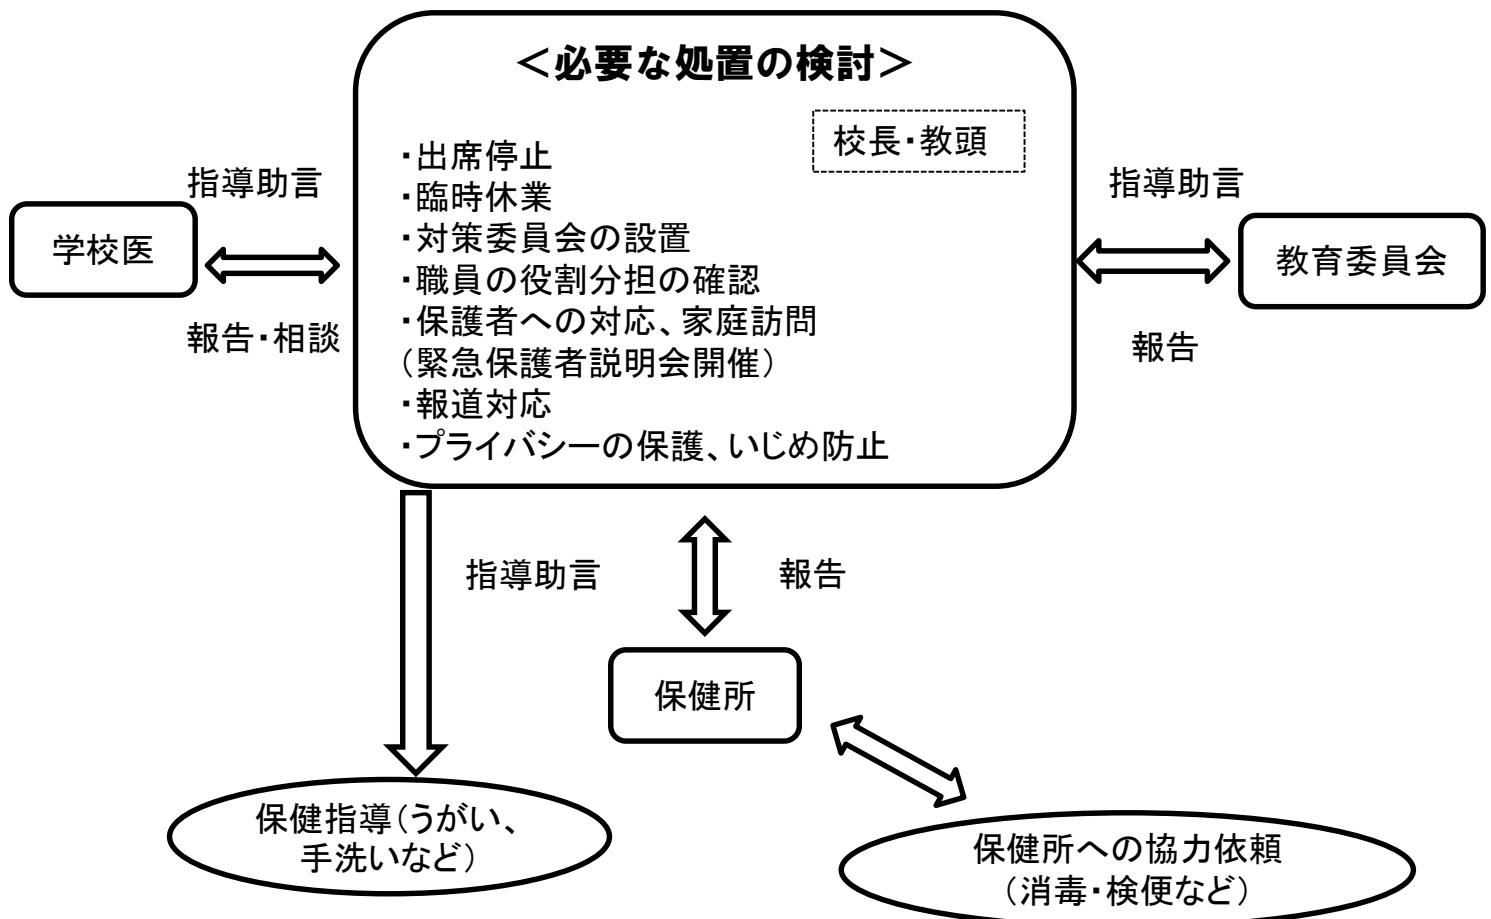 ＜必要な処置の検討＞
校長・教頭
・出席停止
・臨時休業
・対策委員会の設置
・職員の役割分担の確認
・保護者への対応、家庭訪問
（緊急保護者説明会開催）
・報道対応
・プライバシーの保護、いじめ防止
指導助言
学校医
報告・相談
指導助言
教育委員会
報告
指導助言
報告
保健所
保健指導（うがい、
手洗いなど）
保健所への協力依頼
（消毒・検便など）